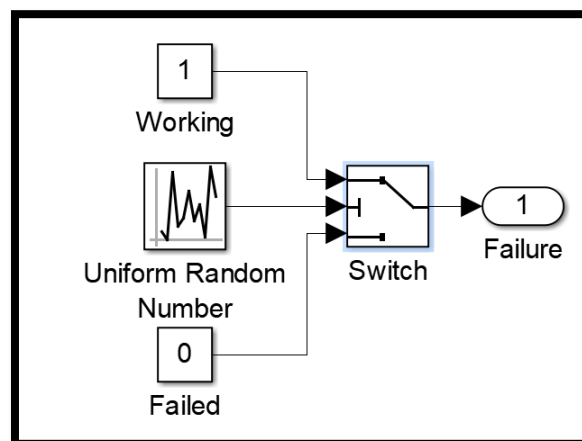 1
Working
Uniform Random
Number
0
Failed
Switch
1
Failure